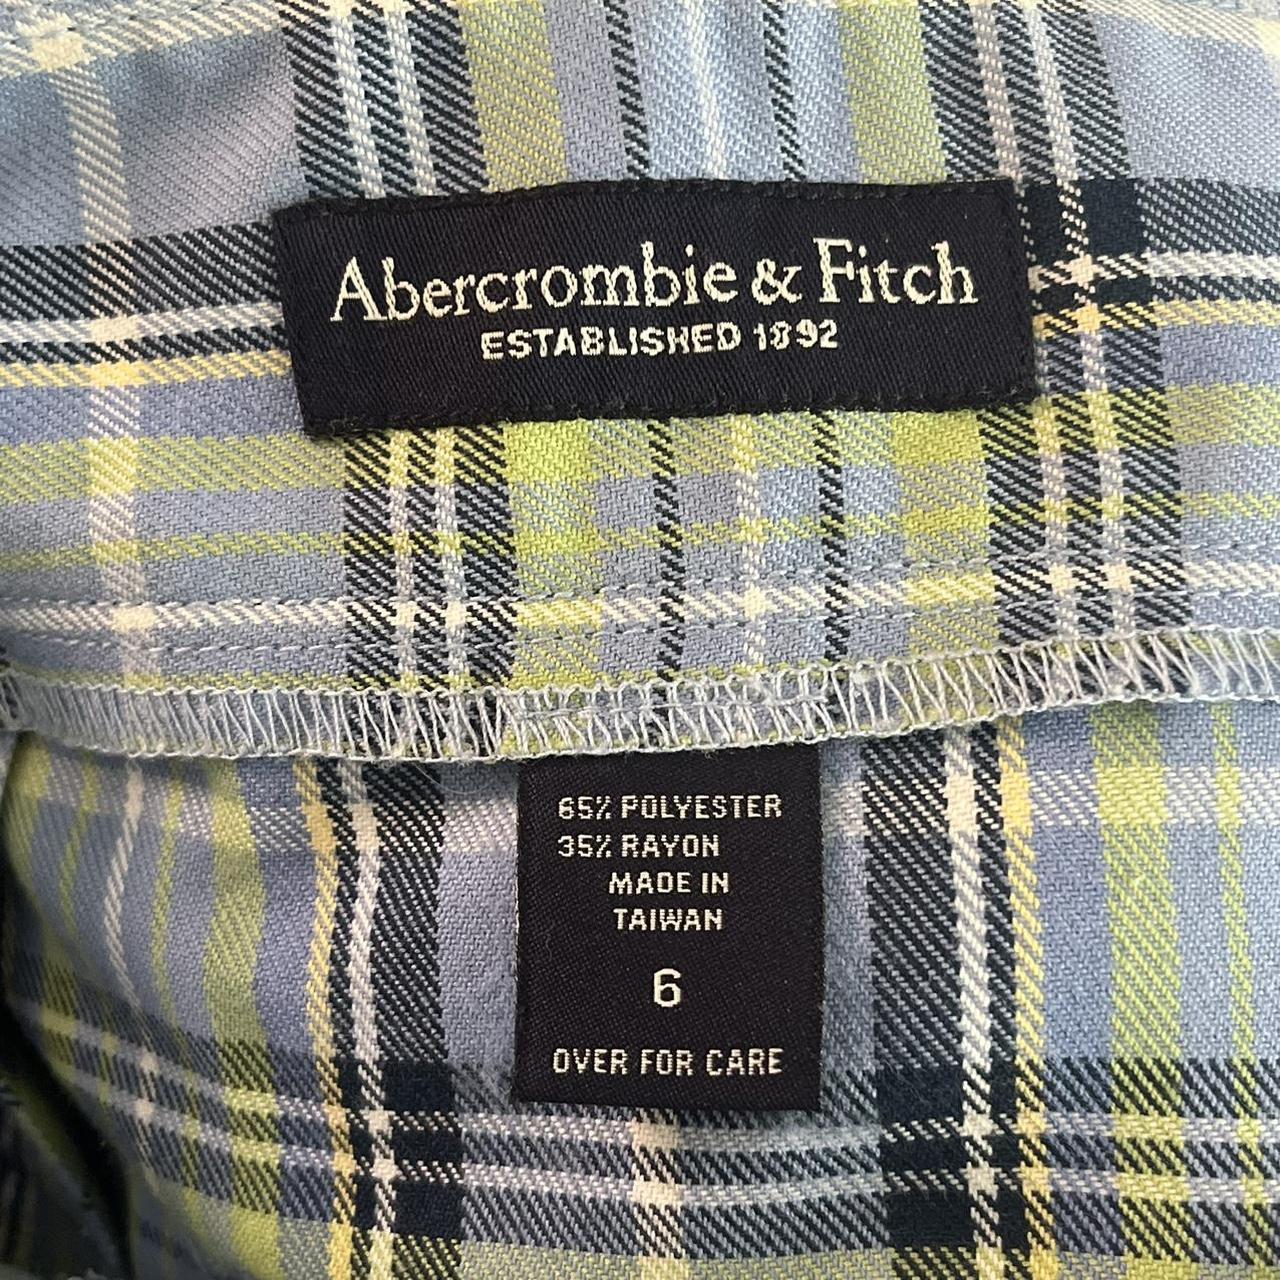 Abercrombie & Fitch
ESTABLISHED 1892
65% POLYESTER
35% RAYON
MADE IN
TAIWAN
6
OVER FOR CARE